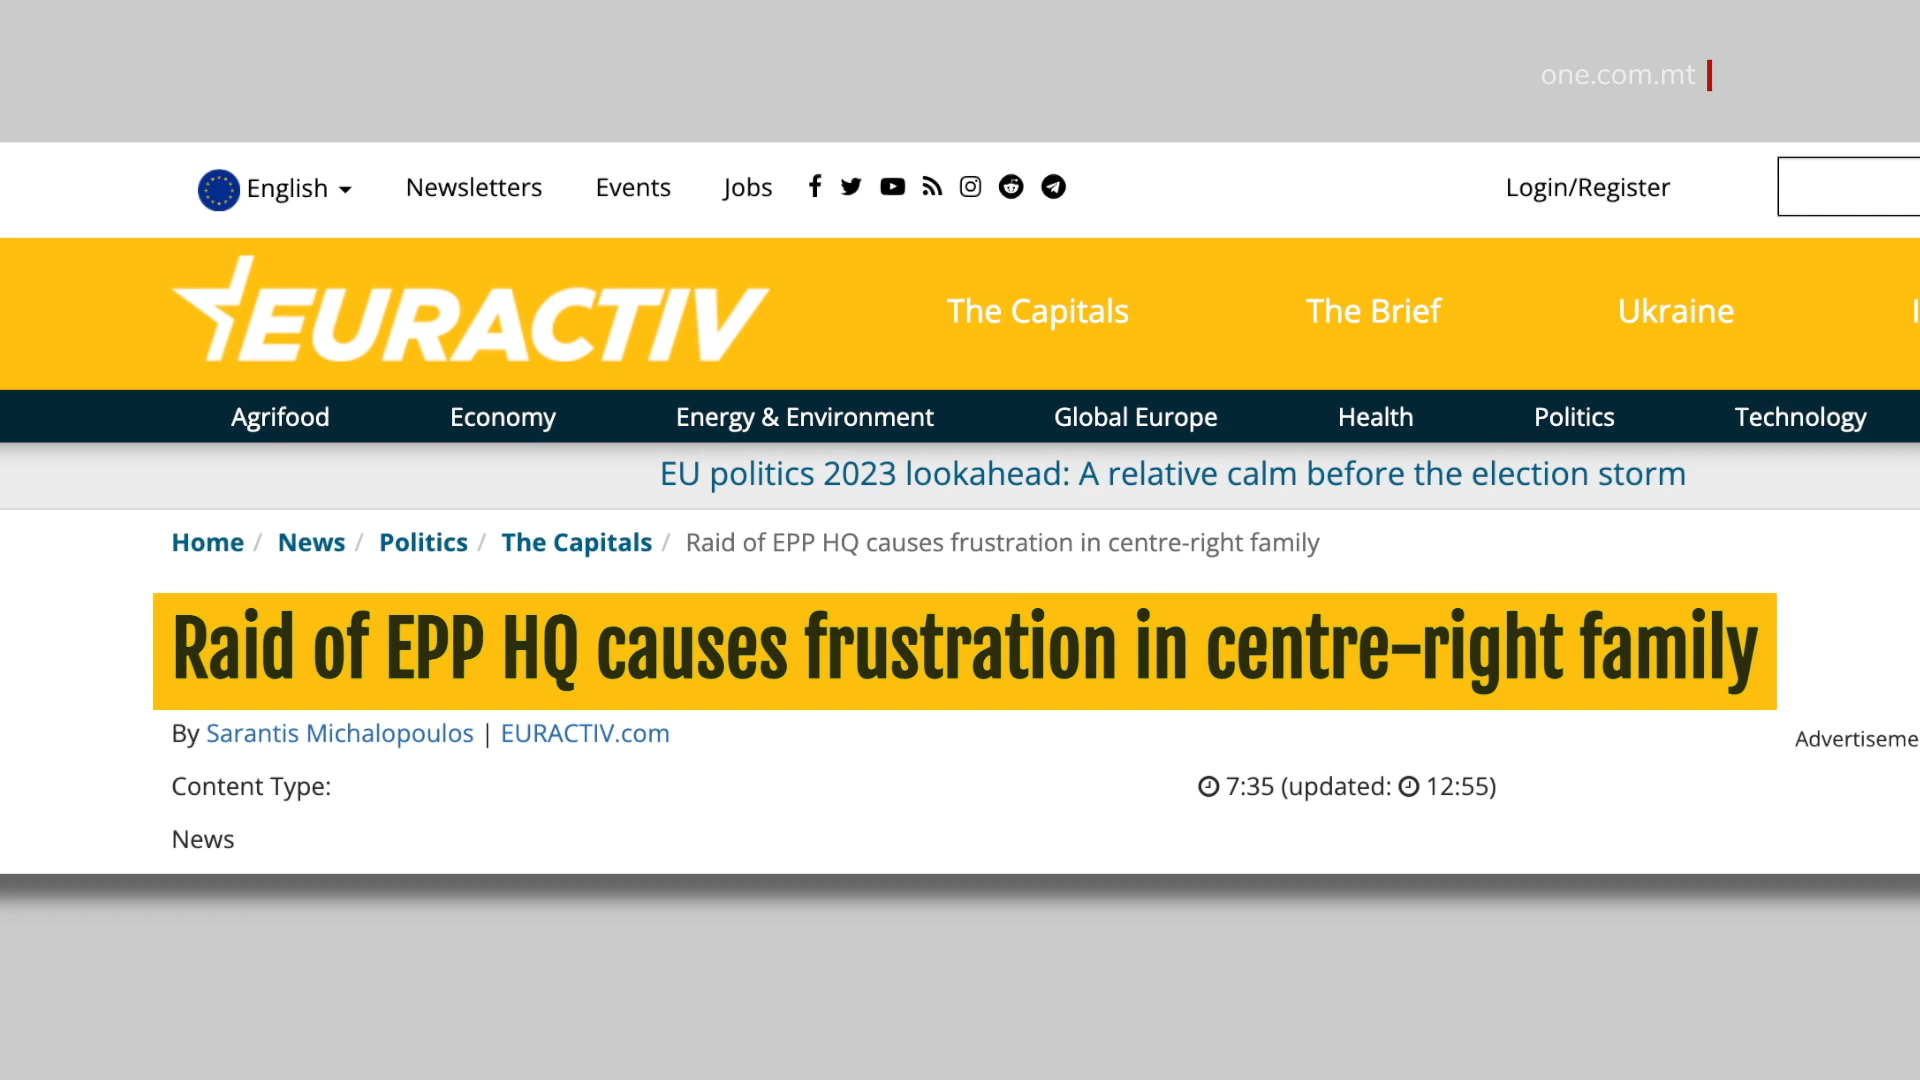 one.com.mt
English Newsletters Events Jobs Login/Register
EURACTIV The Capitals The Brief Ukraine
Agrifood Economy Energy & Environment Global Europe Health Politics Technology
EU politics 2023 lookahead: A relative calm before the election storm
Home / News / Politics / The Capitals / Raid of EPP HQ causes frustration in centre-right family
Raid of EPP HQ causes frustration in centre-right family
By Sarantis Michalopoulos | EURACTIV.com
Advertiseme
Content Type: 7:35 (updated: 12:55)
News